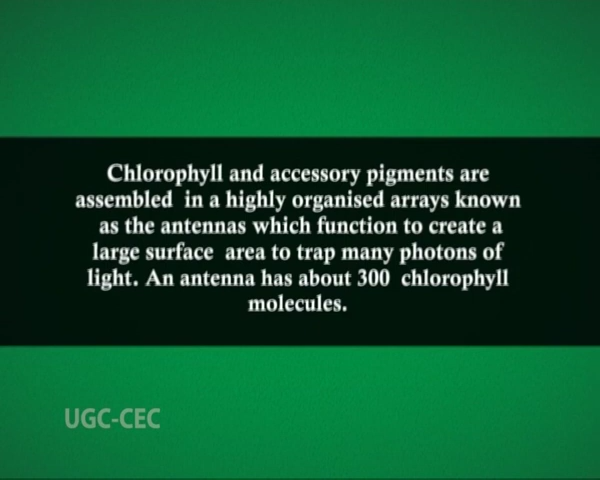 Chlorophyll and accessory pigments are
assembled in a highly organised arrays known
as the antennas which function to create a
large surface area to trap many photons of
light. An antenna has about 300 chlorophyll
molecules.
UGC-CEC